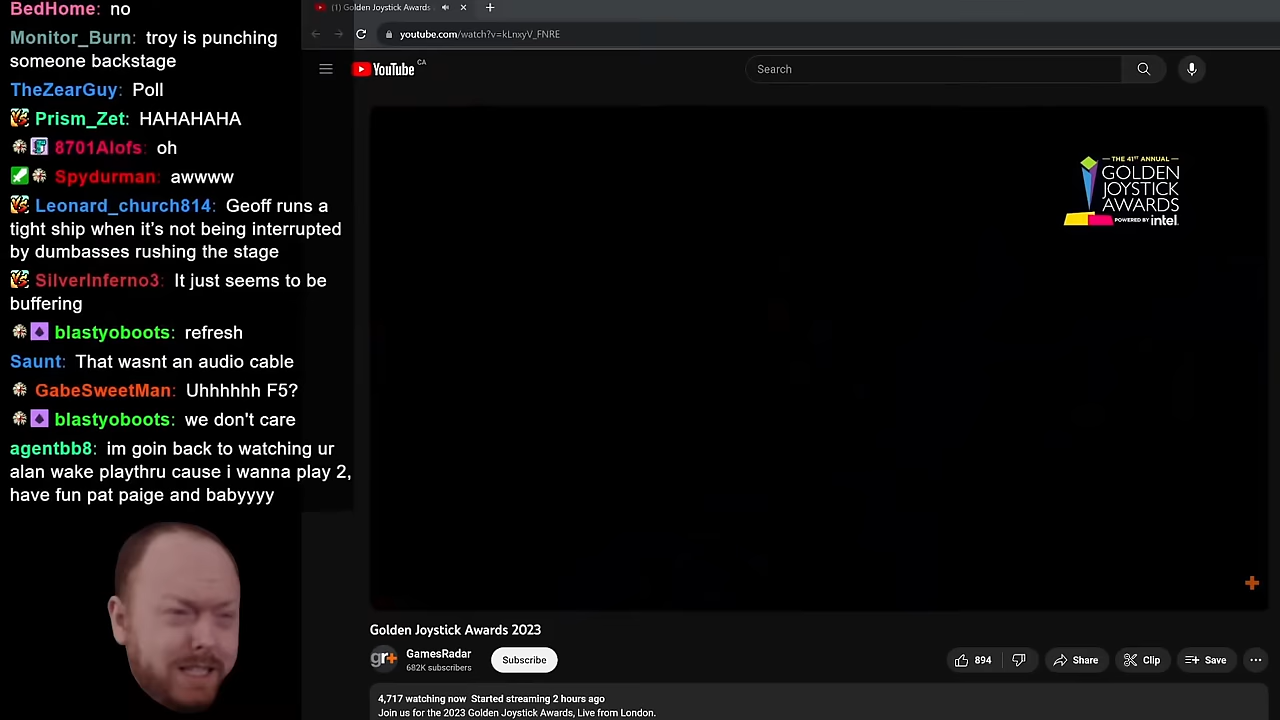 BedHome: no
Monitor_Burn: troy is punching
someone backstage
TheZearGuy: Poll
Prism_Zet: HAHAHAHA
8701Alofs: oh
Spydurman: awwww
Leonard_church814: Geoff runs a
tight ship when it's not being interrupted
by dumbasses rushing the stage
SilverInferno3: It just seems to be
buffering
blastyoboots: refresh
Saunt: That wasnt an audio cable
GabeSweetMan: Uhhhhhh F5?
blastyoboots: we don't care
agentbb8: im goin back to watching ur
alan wake playthru cause i wanna play 2,
have fun pat paige and babyyyy
(1) Golden Joystick Awards
youtube.com/watch?v=kLnxyV_FNRE
YouTube CA
Search
THE 41ST ANNUAL
GOLDEN
JOYSTICK
AWARDS
POWERED BY intel.
Golden Joystick Awards 2023
gr+
GamesRadar
682K subscribers
Subscribe
894
Share
Clip
Save
4,717 watching now Started streaming 2 hours ago
Join us for the 2023 Golden Joystick Awards, Live from London.